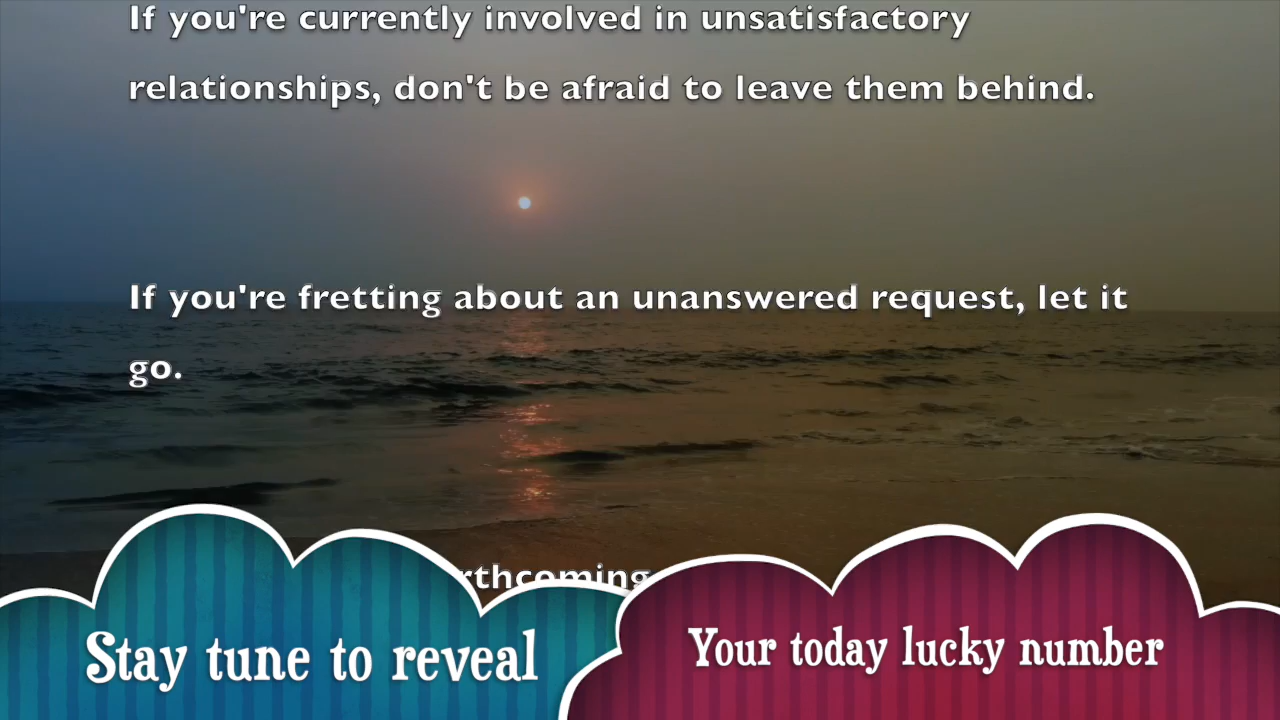 If you're currently involved in unsatisfactory
relationships, don't be afraid to leave them behind.
If you're fretting about an unanswered request, let it
go.
Stay tune to reveal
Your today lucky number